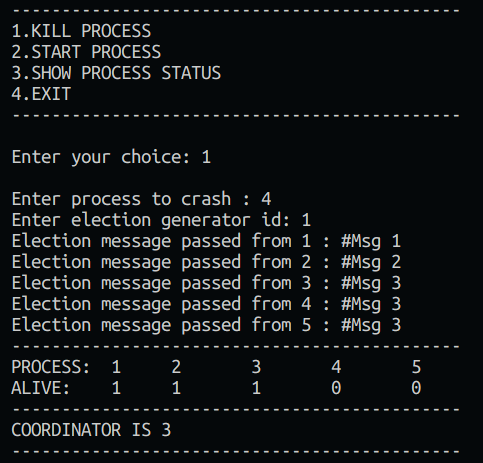 ---------------------------------------------
1.KILL PROCESS
2.START PROCESS
3.SHOW PROCESS STATUS
4.EXIT
---------------------------------------------
Enter your choice: 1
Enter process to crash : 4
Enter election generator id: 1
Election message passed from 1 : #Msg 1
Election message passed from 2 : #Msg 2
Election message passed from 3 : #Msg 3
Election message passed from 4 : #Msg 3
Election message passed from 5 : #Msg 3
---------------------------------------------
PROCESS:  1     2       3       4       5
ALIVE:    1     1       1       0       0
---------------------------------------------
COORDINATOR IS 3
---------------------------------------------